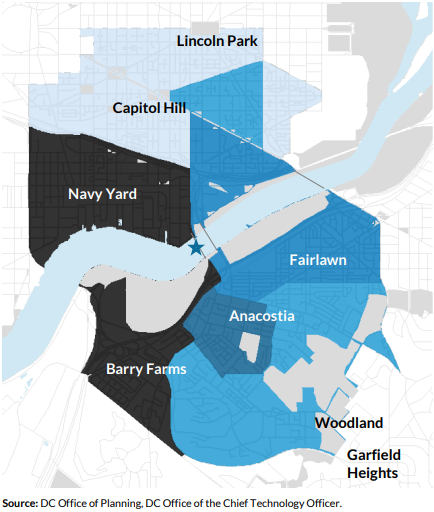 Lincoln Park
Capitol Hill
Navy Yard
Fairlawn
Anacostia
Barry Farms
Woodland
Garfield
Heights
Source: DC Office of Planning, DC Office of the Chief Technology Officer.